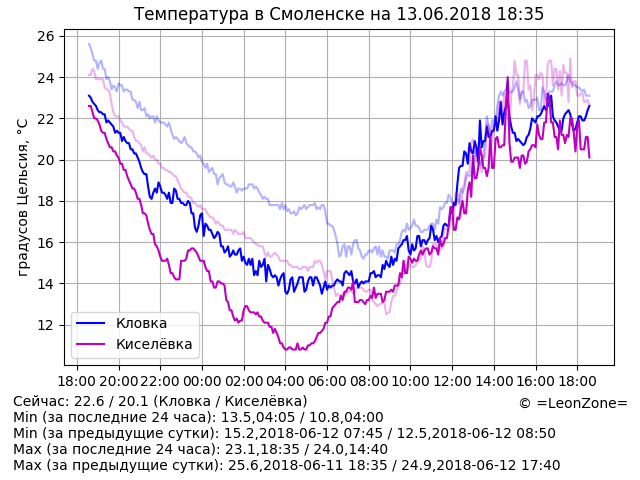 Температура в Смоленске на 13.06.2018 18:35
градусов Цельсия, °C
26
24
22
20
18
16
14
12
Кловка
Киселёвка
18:00 20:00 22:00 00:00 02:00 04:00 06:00 08:00 10:00 12:00 14:00 16:00 18:00
Сейчас: 22.6 / 20.1 (Кловка / Киселёвка)
© =LeonZone=
Min (за последние 24 часа): 13.5,04:05 / 10.8,04:00
Min (за предыдущие сутки): 15.2,2018-06-12 07:45 / 12.5,2018-06-12 08:50
Max (за последние 24 часа): 23.1,18:35 / 24.0,14:40
Max (за предыдущие сутки): 25.6,2018-06-11 18:35 / 24.9,2018-06-12 17:40